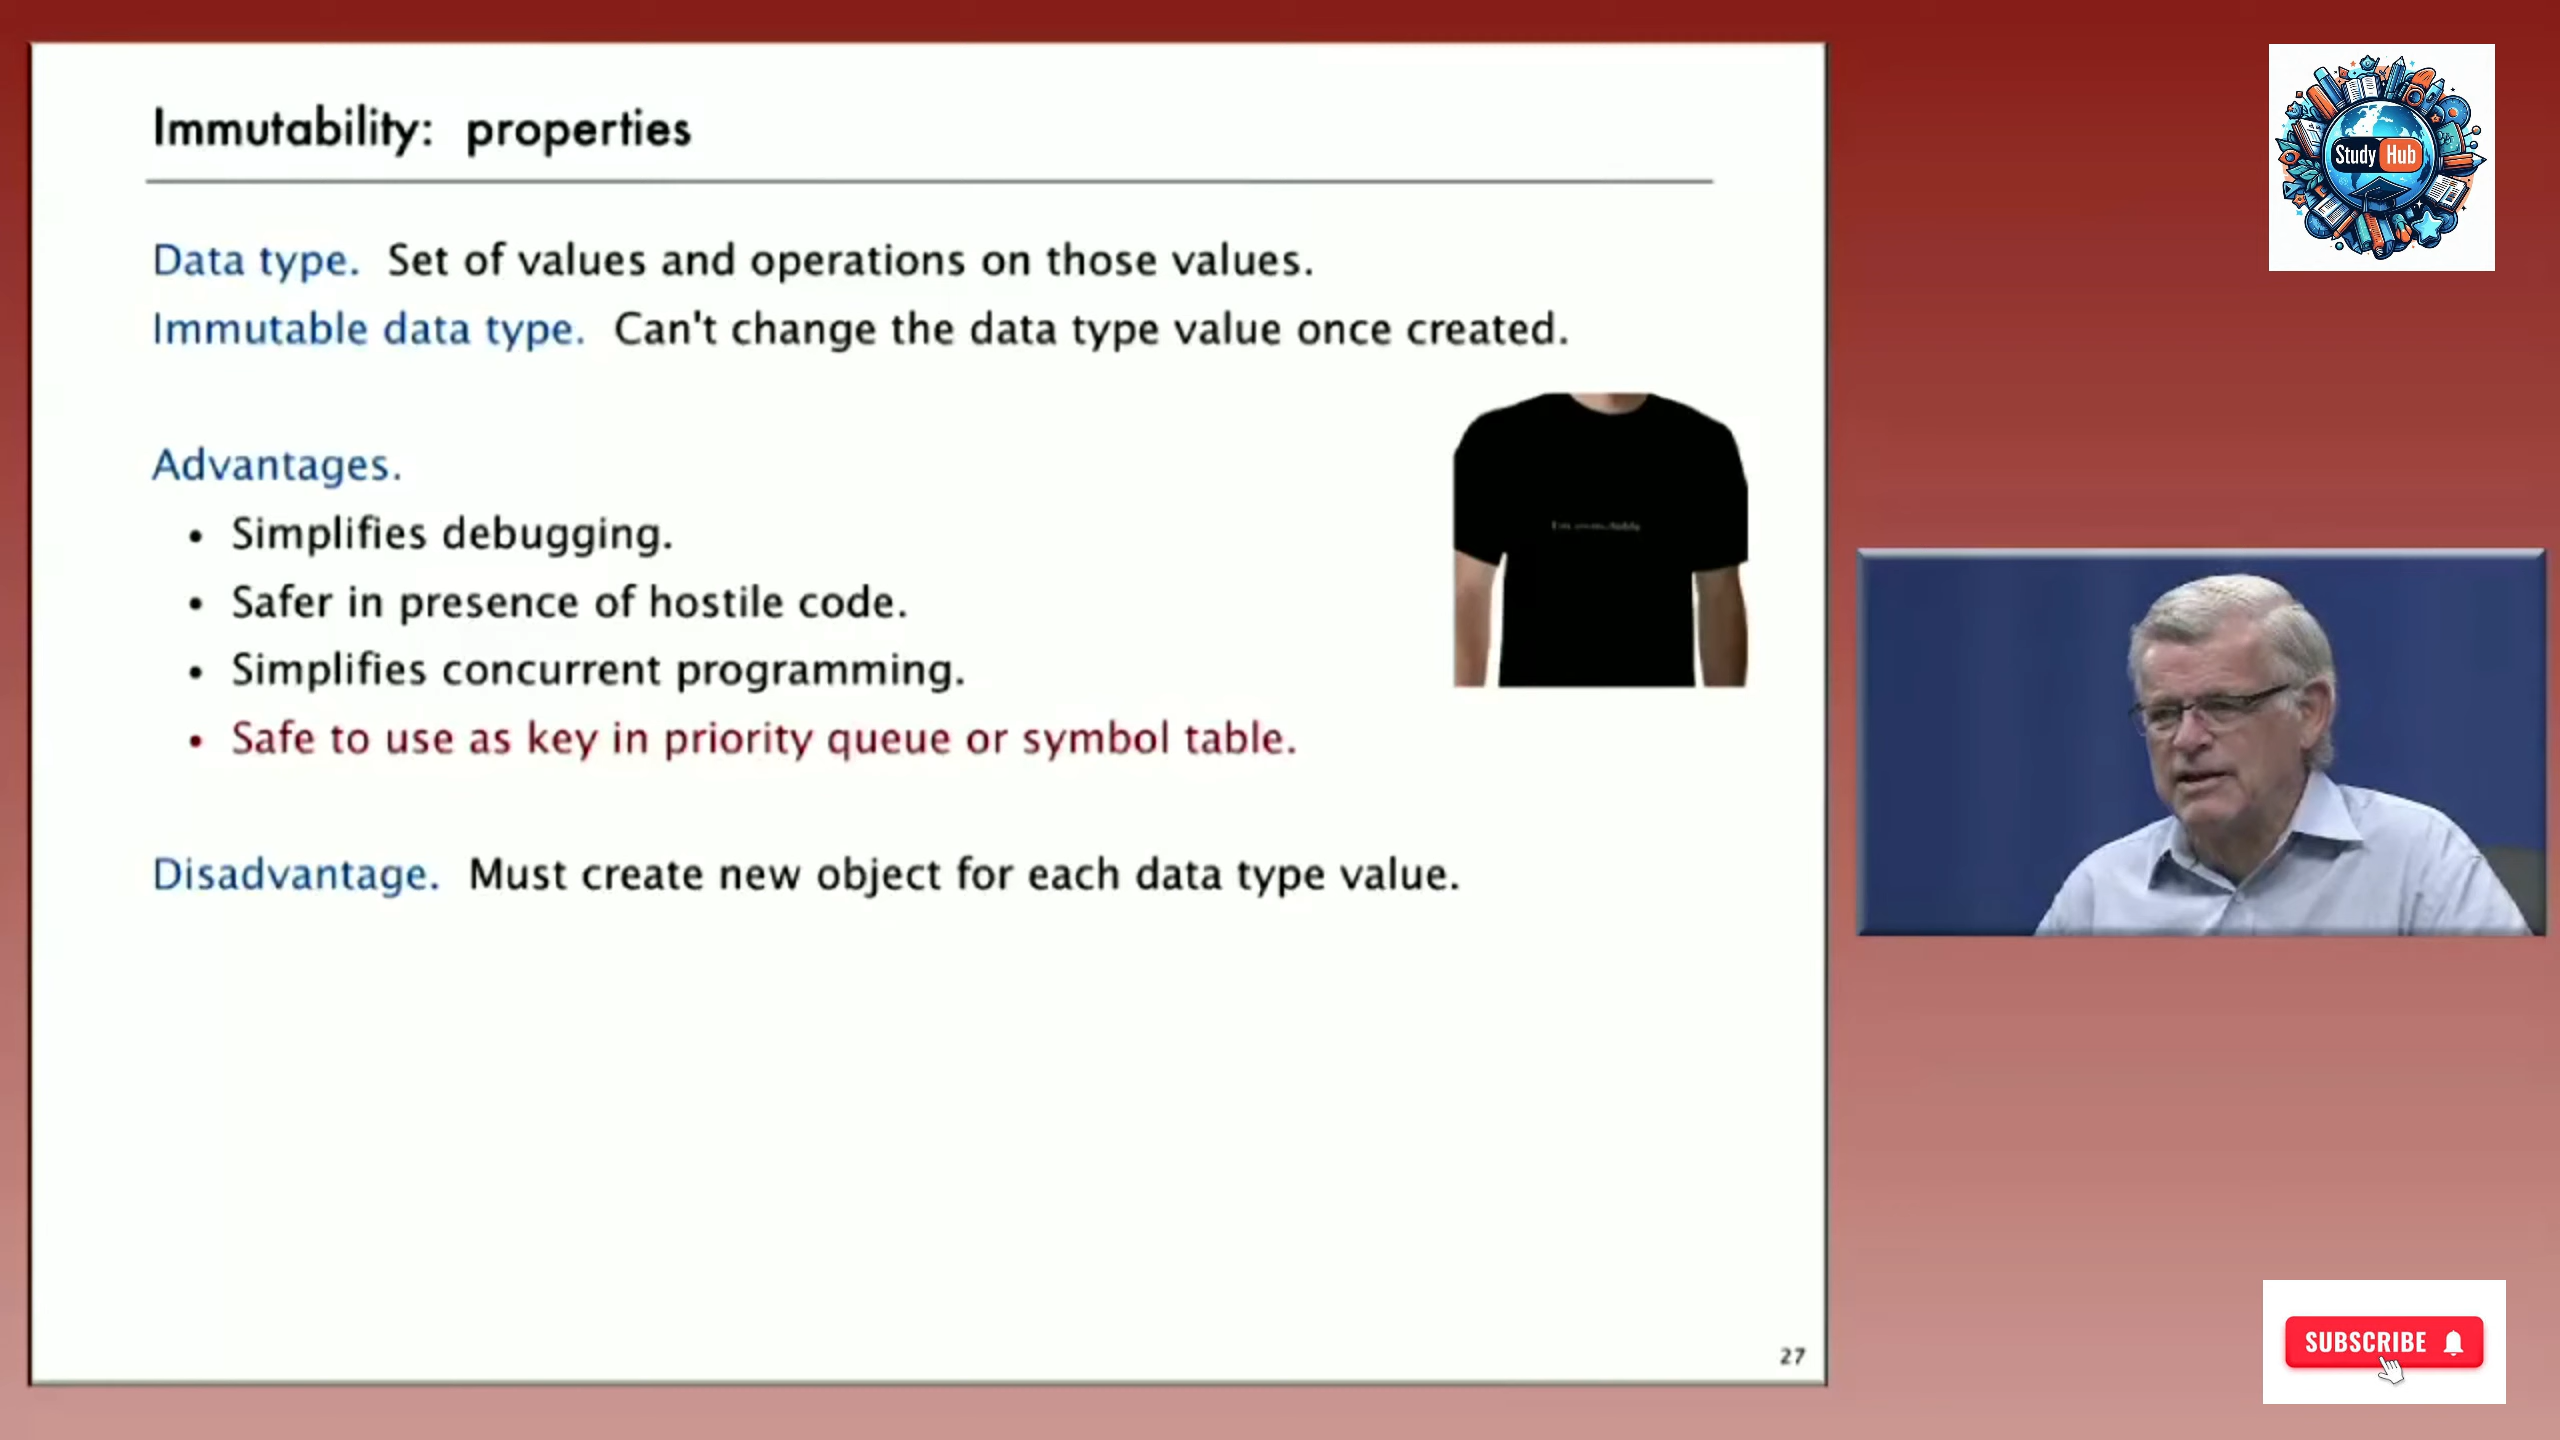 Immutability: properties
Data type. Set of values and operations on those values.
Immutable data type. Can't change the data type value once created.
Advantages.
• Simplifies debugging.
• Safer in presence of hostile code.
• Simplifies concurrent programming.
• Safe to use as key in priority queue or symbol table.
Disadvantage. Must create new object for each data type value.
27
Study Hub
SUBSCRIBE